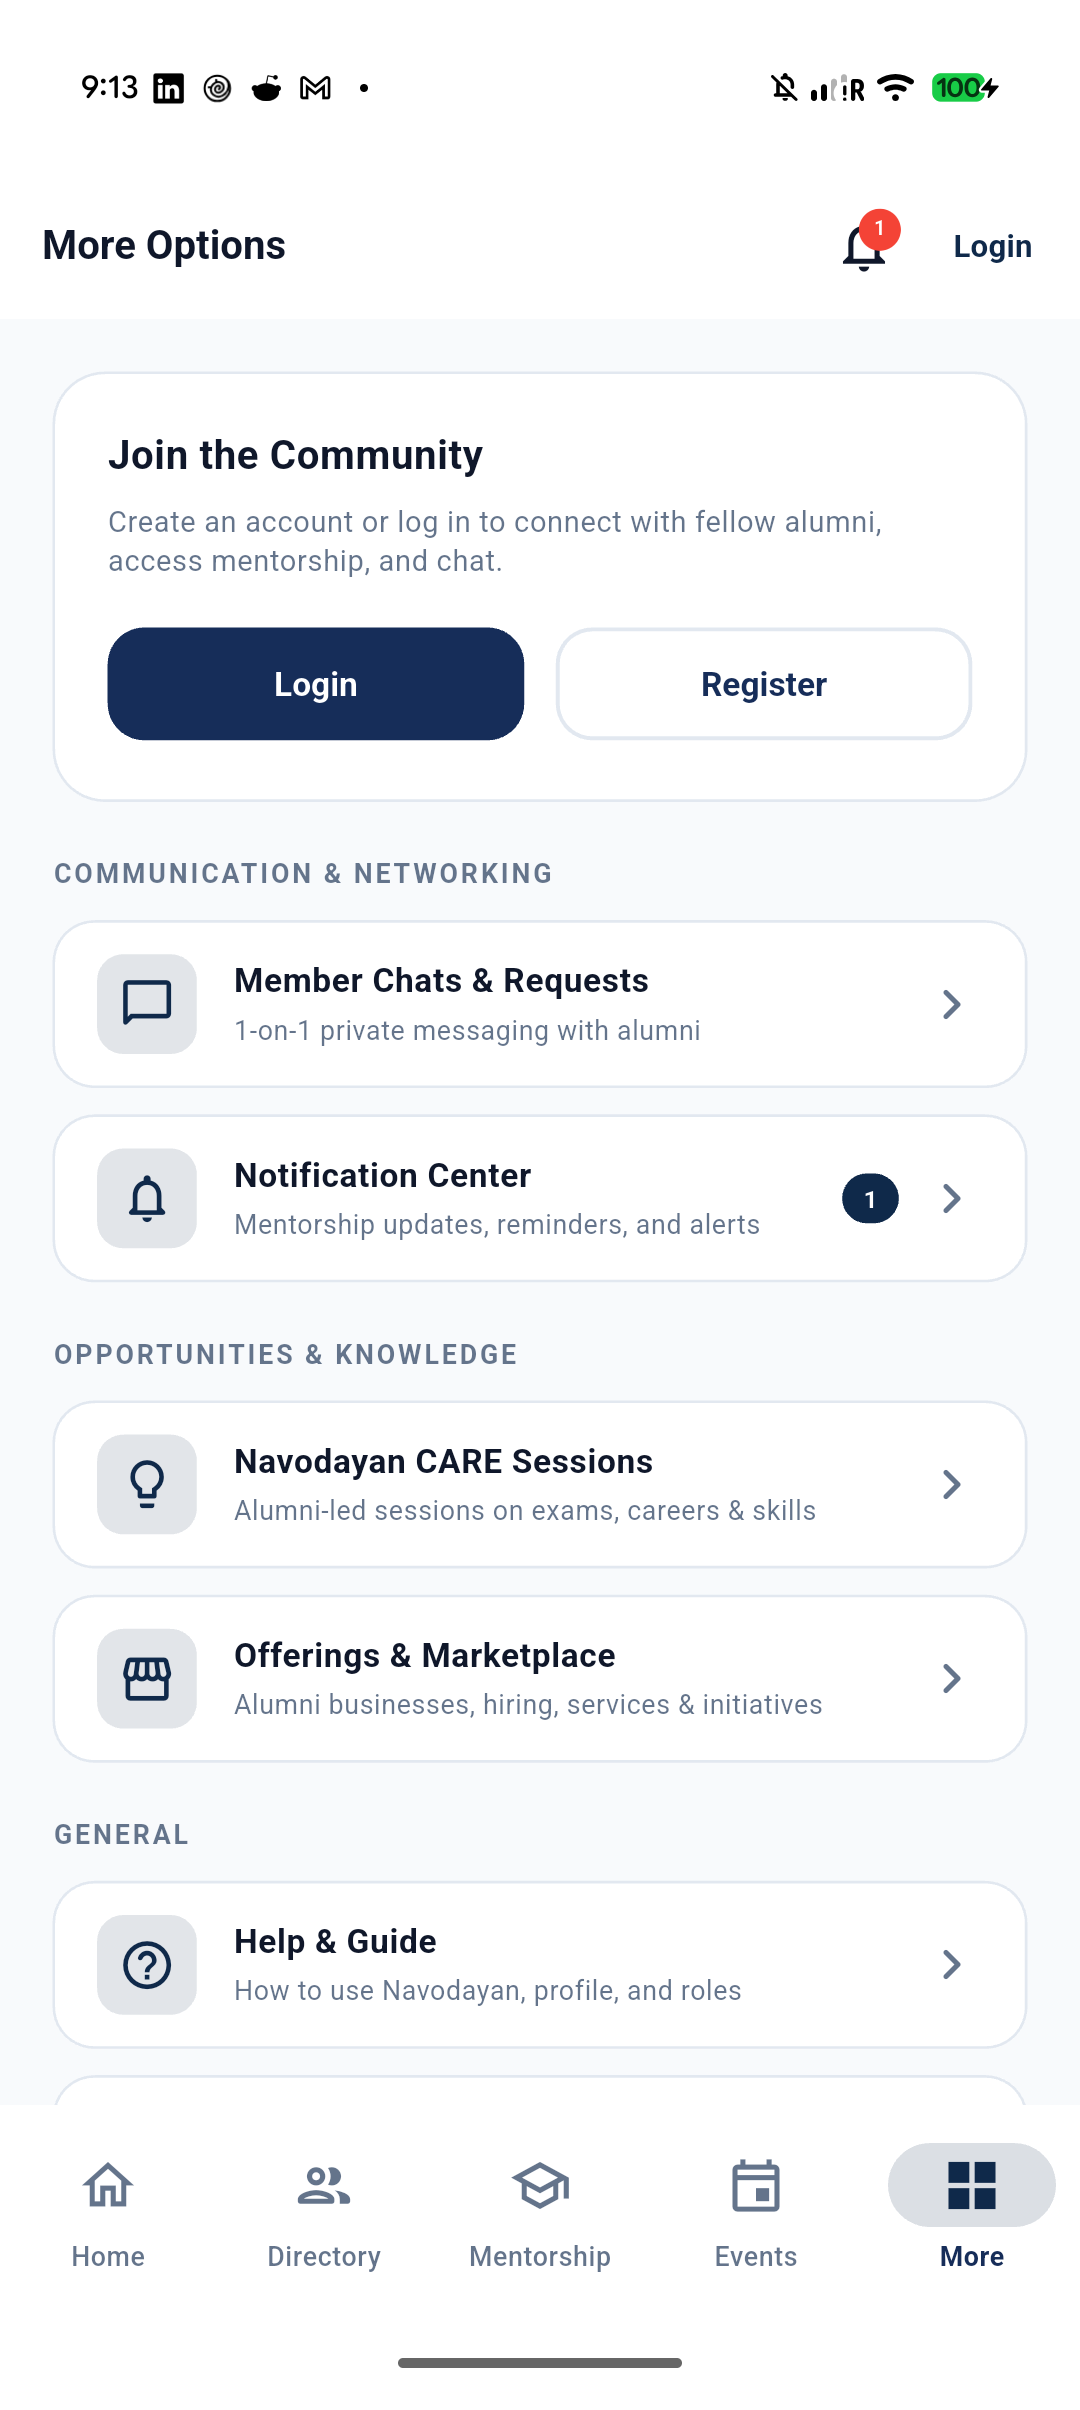 9:13
R
100
More Options
1
Login
Join the Community
Create an account or log in to connect with fellow alumni,
access mentorship, and chat.
Login
Register
COMMUNICATION & NETWORKING
Member Chats & Requests
1-on-1 private messaging with alumni
Notification Center
Mentorship updates, reminders, and alerts
1
OPPORTUNITIES & KNOWLEDGE
Navodayan CARE Sessions
Alumni-led sessions on exams, careers & skills
Offerings & Marketplace
Alumni businesses, hiring, services & initiatives
GENERAL
Help & Guide
How to use Navodayan, profile, and roles
Home
Directory
Mentorship
Events
More